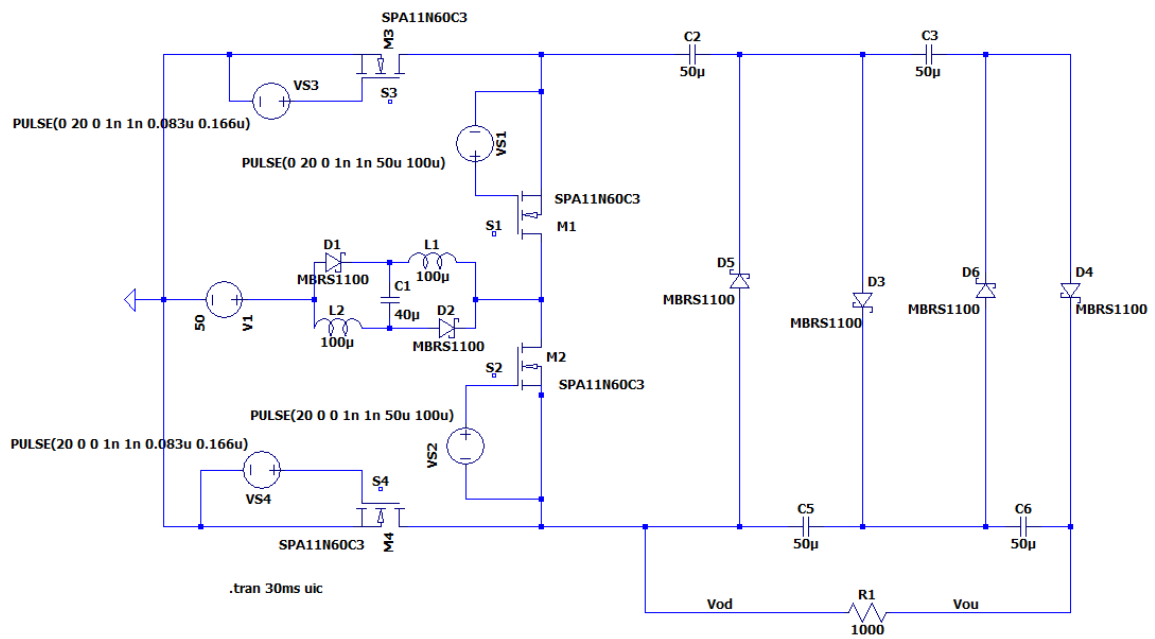 SPA11N60C3
M3
S3
VS3
PULSE(0 20 0 1n 1n 0.083u 0.166u)
C2
50µ
C3
50µ
VS1
PULSE(0 20 0 1n 1n 50u 100u)
SPA11N60C3
S1
M1
D1
MBRS1100
L1
100µ
C1
40µ
L2
100µ
D2
MBRS1100
50
V1
D5
MBRS1100
D3
MBRS1100
D6
MBRS1100
D4
MBRS1100
M2
S2
SPA11N60C3
PULSE(20 0 0 1n 1n 50u 100u)
VS2
PULSE(20 0 0 1n 1n 0.083u 0.166u)
VS4
S4
SPA11N60C3
M4
C5
50µ
C6
50µ
.tran 30ms uic
Vod
R1
1000
Vou